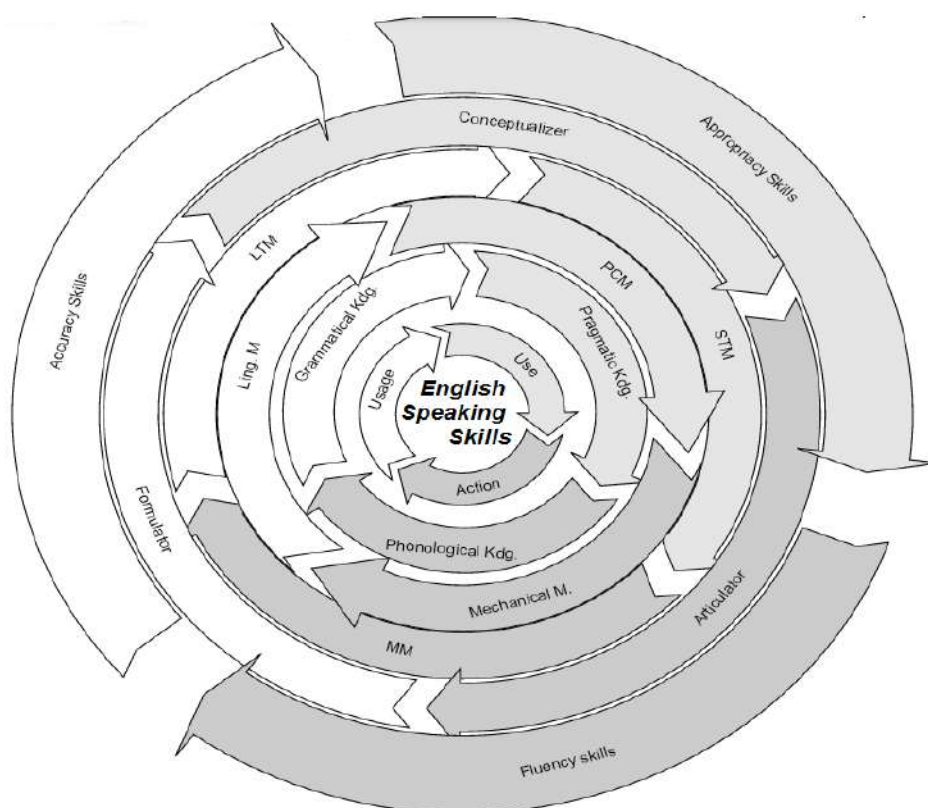 Conceptualizer
Appropriacy Skills
Accuracy Skills
LTM
PCM
STM
Ling. M
Grammatical Kdg.
Pragmatic Kdg.
Usage
Use
English
Speaking
Skills
Action
Formulator
Phonological Kdg.
Mechanical M.
Articulator
MM
Fluency skills